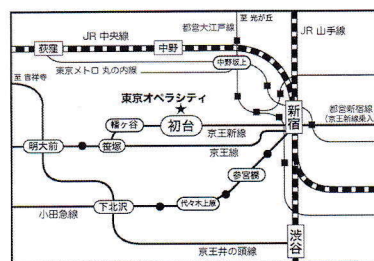 至 光が丘
都営大江戸線
JR 中央線
JR 山手線
荻窪
中野
東京メトロ 丸の内線
中野坂上
至 吉祥寺
東京オペラシティ
新宿
都営新宿線
(京王新線乗入)
幡ヶ谷
初台
京王新線
明大前
笹塚
京王線
参宮橋
代々木上原
小田急線
下北沢
渋谷
京王井の頭線